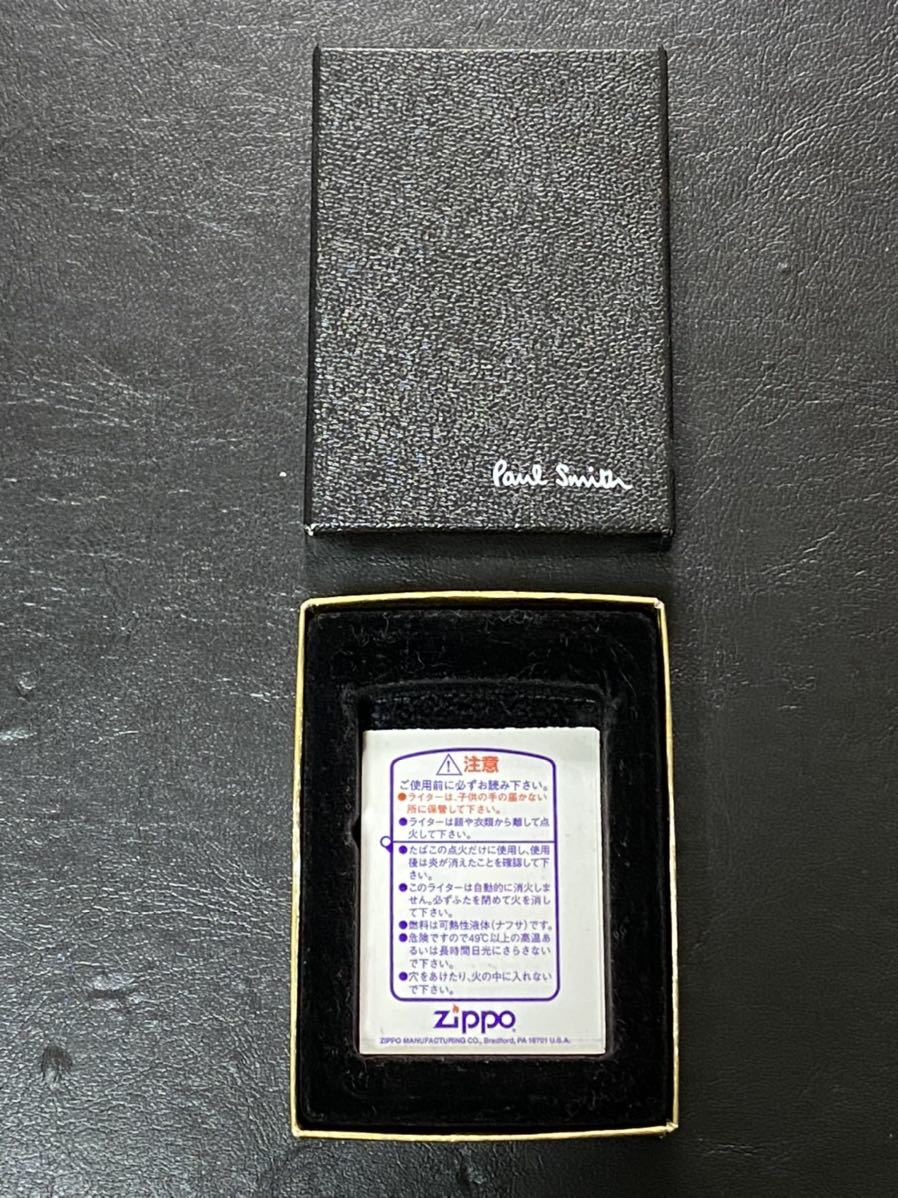 Paul Smith
注意
ご使用前に必ずお読み下さい。
●ライターは、子供の手の届かない
所に保管して下さい。
●ライターは顔や衣類から離して点
火して下さい。
●たばこの点火だけに使用し、使用
後は炎が消えたことを確認して下
さい。
●このライターは自動的に消火しま
せん。必ずふたを閉めて火を消し
て下さい。
●燃料は可熱性液体(ナフサ)です。
●危険ですので49℃以上の高温あ
るいは長時間日光にさらさない
で下さい。
●穴をあけたり、火の中に入れない
で下さい。
Zippo
ZIPPO MANUFACTURING CO., Bradford, PA 16701 U.S.A.